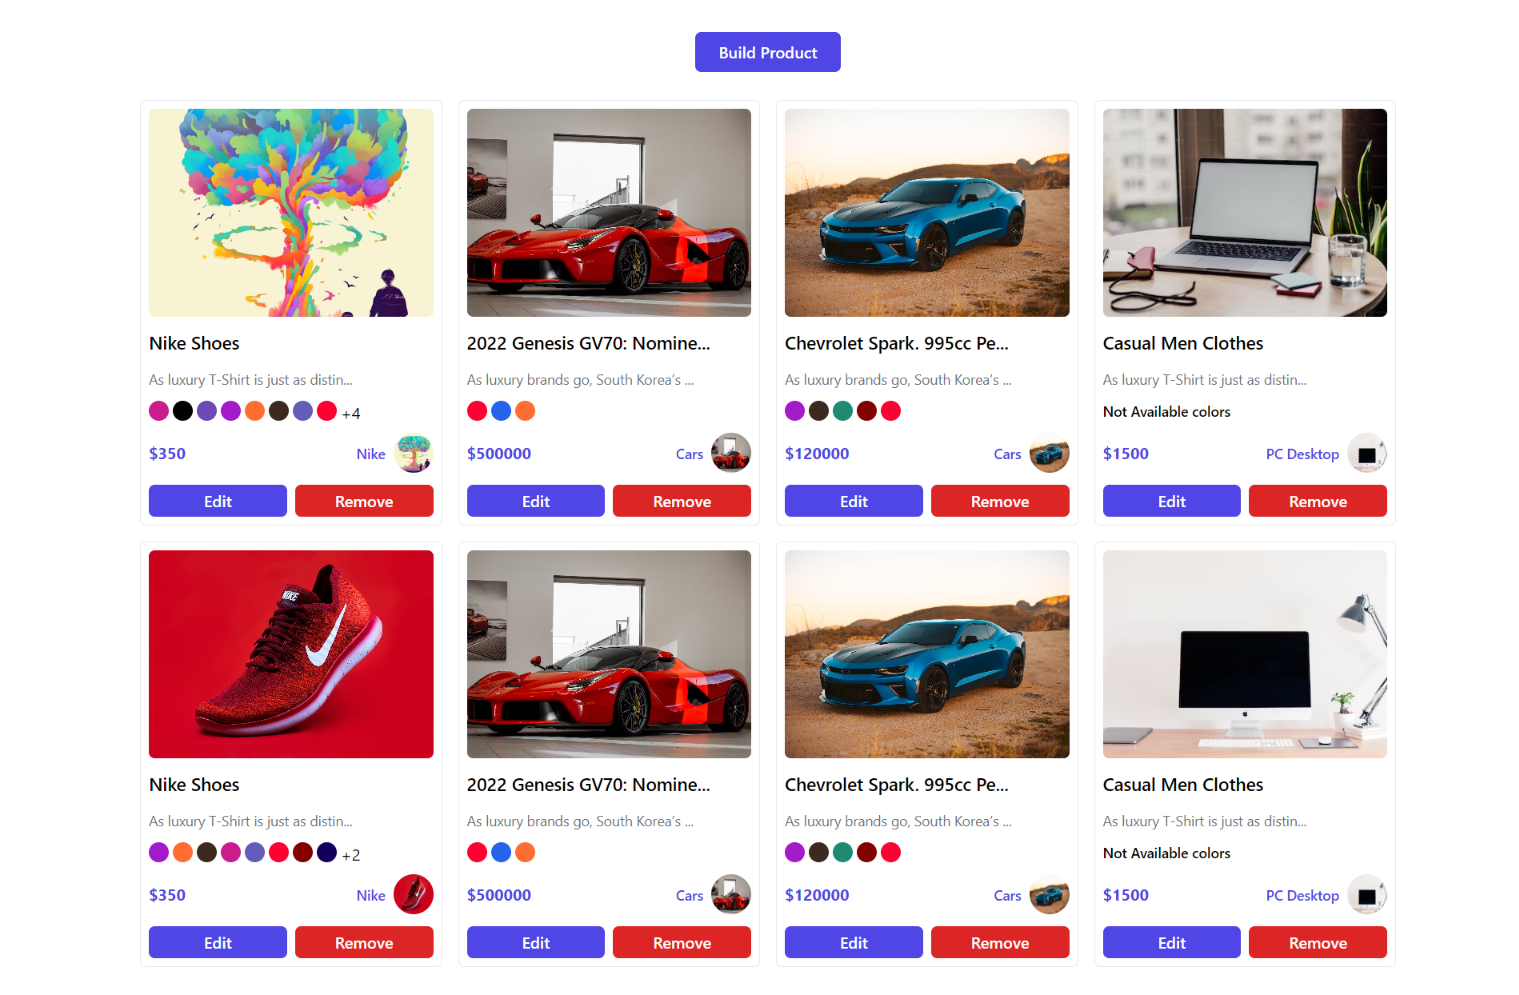 Build Product
Nike Shoes
As luxury T-Shirt is just as distin...
+4
$350
Nike
Edit
Remove
2022 Genesis GV70: Nomine...
As luxury brands go, South Korea’s ...
$500000
Cars
Edit
Remove
Chevrolet Spark. 995cc Pe...
As luxury brands go, South Korea’s ...
$120000
Cars
Edit
Remove
Casual Men Clothes
As luxury T-Shirt is just as distin...
Not Available colors
$1500
PC Desktop
Edit
Remove
NIKE
Nike Shoes
As luxury T-Shirt is just as distin...
+2
$350
Nike
Edit
Remove
2022 Genesis GV70: Nomine...
As luxury brands go, South Korea’s ...
$500000
Cars
Edit
Remove
Chevrolet Spark. 995cc Pe...
As luxury brands go, South Korea’s ...
$120000
Cars
Edit
Remove
Casual Men Clothes
As luxury T-Shirt is just as distin...
Not Available colors
$1500
PC Desktop
Edit
Remove